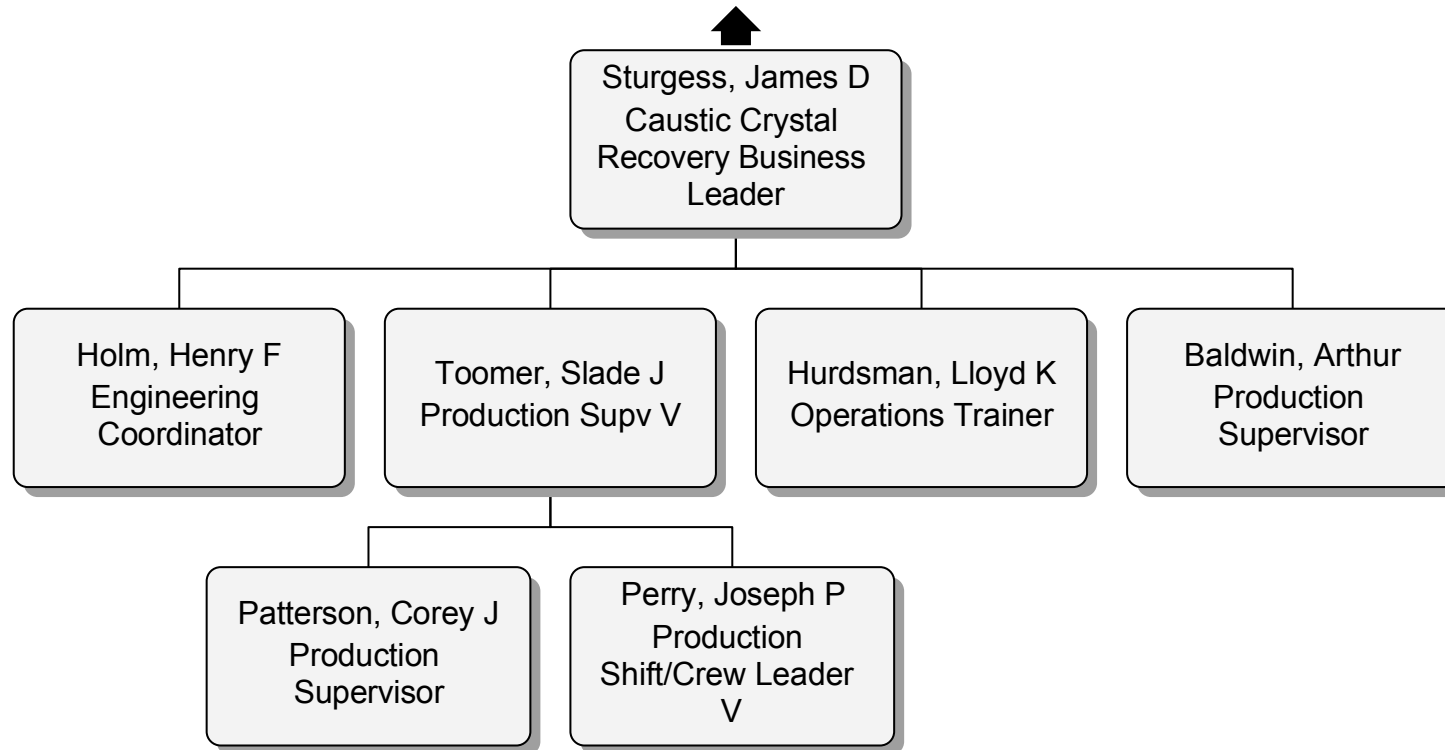 Sturgess, James D
Caustic Crystal
Recovery Business
Leader
Holm, Henry F
Engineering
Coordinator
Toomer, Slade J
Production Supv V
Hurdsman, Lloyd K
Operations Trainer
Baldwin, Arthur
Production
Supervisor
Patterson, Corey J
Production
Supervisor
Perry, Joseph P
Production
Shift/Crew Leader
V